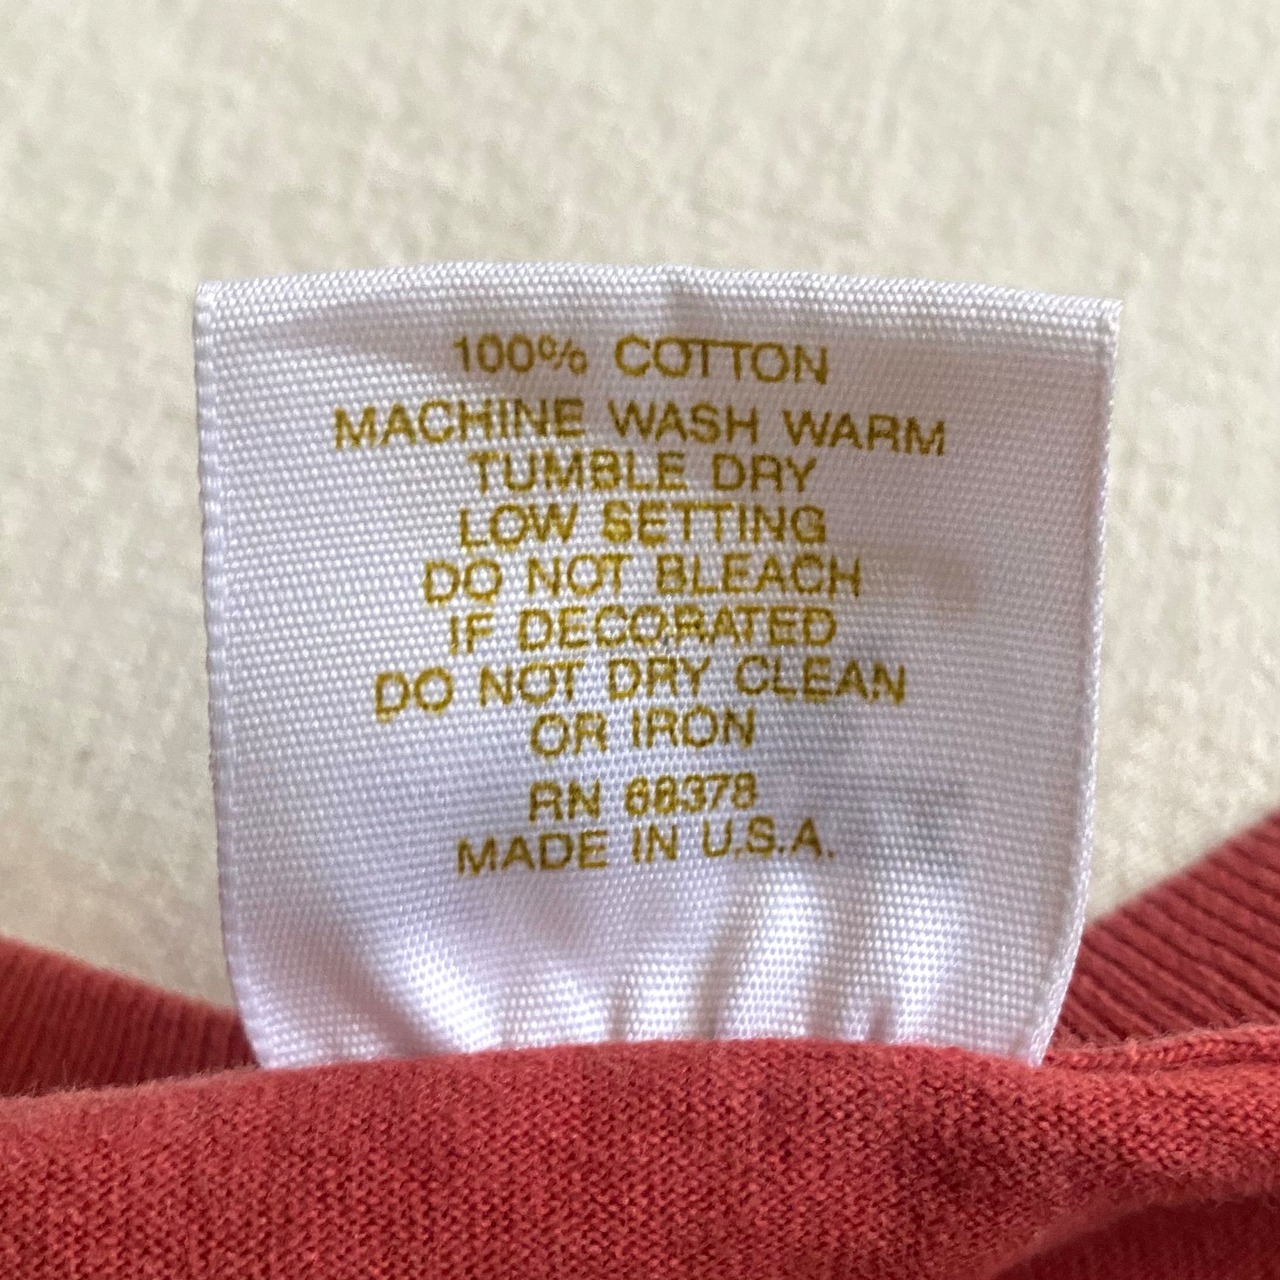 100% COTTON
MACHINE WASH WARM
TUMBLE DRY
LOW SETTING
DO NOT BLEACH
IF DECORATED
DO NOT DRY CLEAN
OR IRON
RN 68378
MADE IN U.S.A.